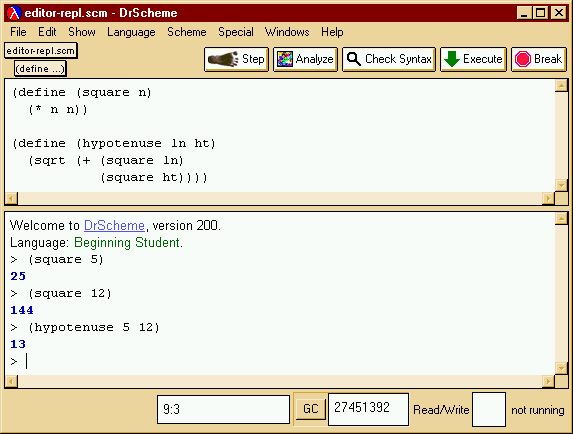 editor-repl.scm - DrScheme
File Edit Show Language Scheme Special Windows Help
editor-repl.scm
(define ...)
Step Analyze Check Syntax Execute Break
(define (square n)
  (* n n))
(define (hypotenuse ln ht)
  (sqrt (+ (square ln)
           (square ht))))
Welcome to DrScheme, version 200.
Language: Beginning Student.
> (square 5)
25
> (square 12)
144
> (hypotenuse 5 12)
13
>
9:3 GC 27451392 Read/Write not running